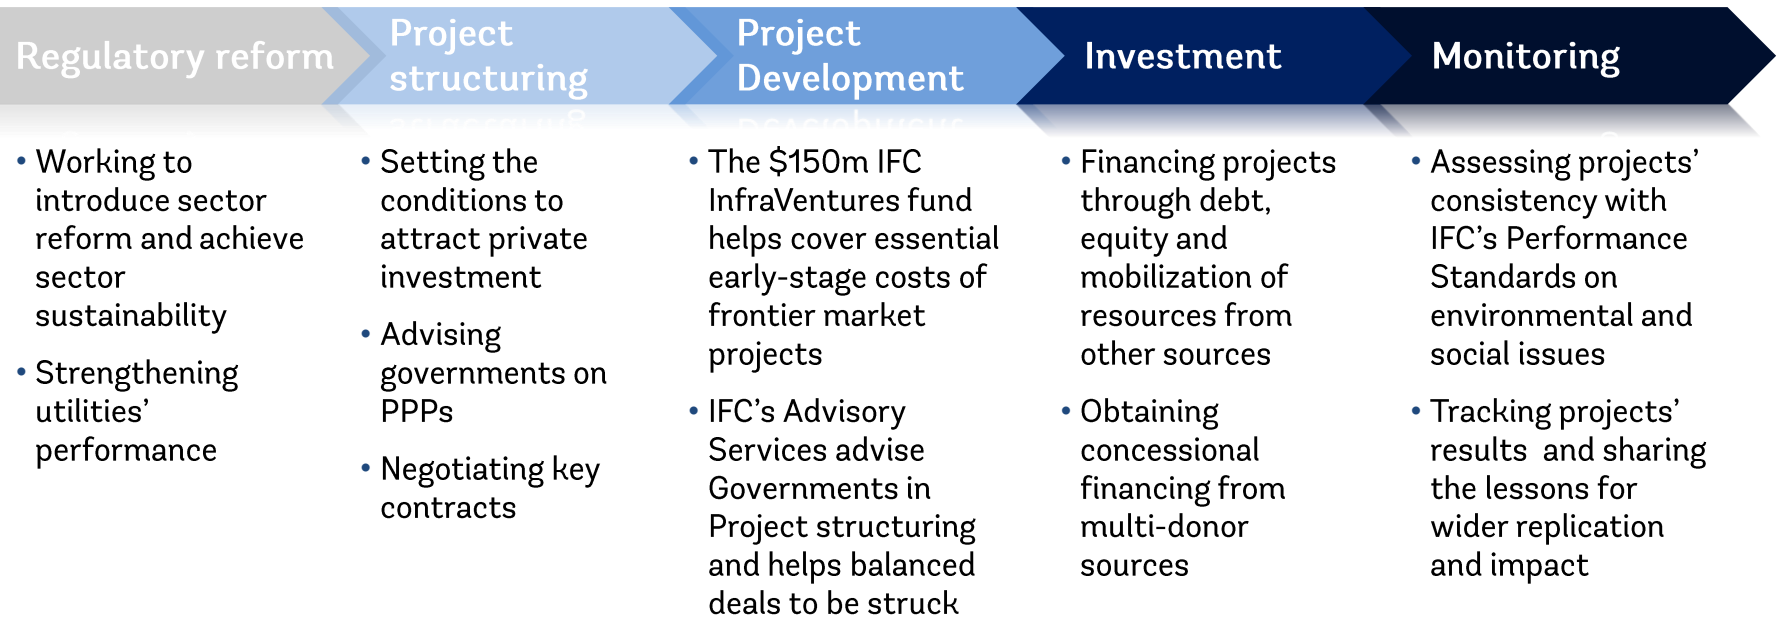 Regulatory reform
Project
structuring
Project
Development
Investment
Monitoring
• Working to
introduce sector
reform and achieve
sector
sustainability
• Strengthening
utilities’
performance
• Setting the
conditions to
attract private
investment
• Advising
governments on
PPPs
• Negotiating key
contracts
• The $150m IFC
InfraVentures fund
helps cover essential
early-stage costs of
frontier market
projects
• IFC’s Advisory
Services advise
Governments in
Project structuring
and helps balanced
deals to be struck
• Financing projects
through debt,
equity and
mobilization of
resources from
other sources
• Obtaining
concessional
financing from
multi-donor
sources
• Assessing projects’
consistency with
IFC’s Performance
Standards on
environmental and
social issues
• Tracking projects’
results  and sharing
the lessons for
wider replication
and impact